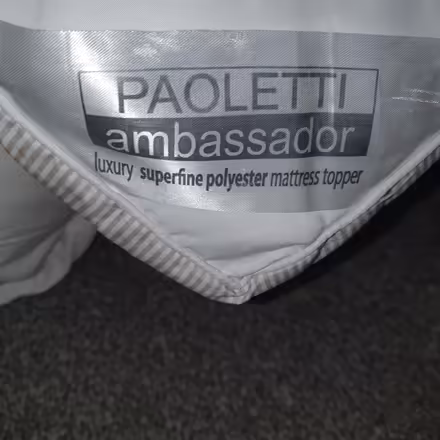 PAOLETTI
ambassador
luxury superfine polyester mattress topper